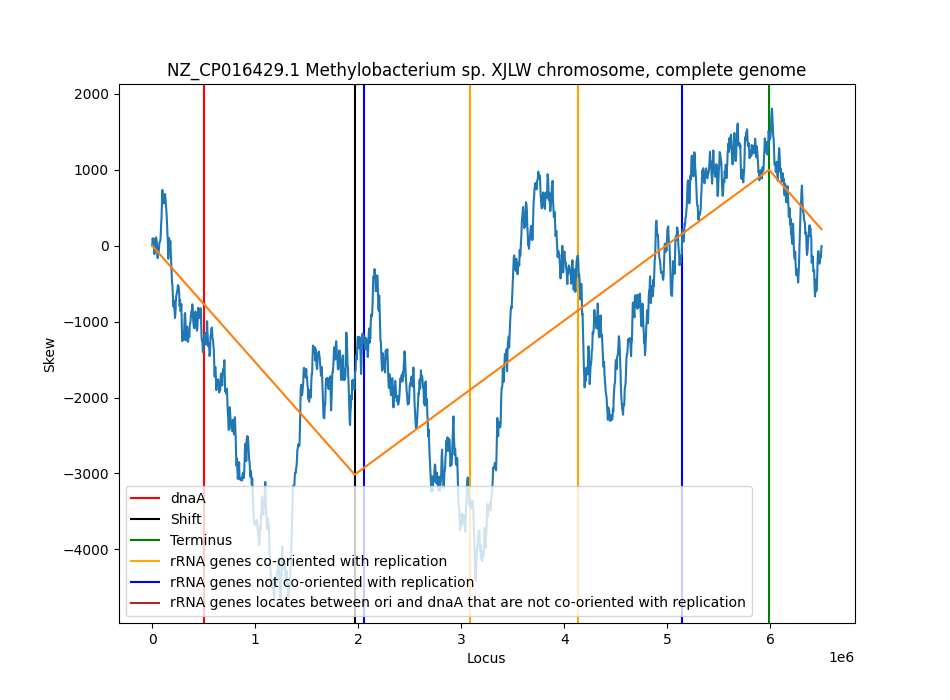 NZ_CP016429.1 Methylobacterium sp. XJLW chromosome, complete genome
2000
1000
0
−1000
−2000
−3000
−4000
Skew
dnaA
Shift
Terminus
rRNA genes co-oriented with replication
rRNA genes not co-oriented with replication
rRNA genes locates between ori and dnaA that are not co-oriented with replication
0 1 2 3 4 5 6
Locus
1e6